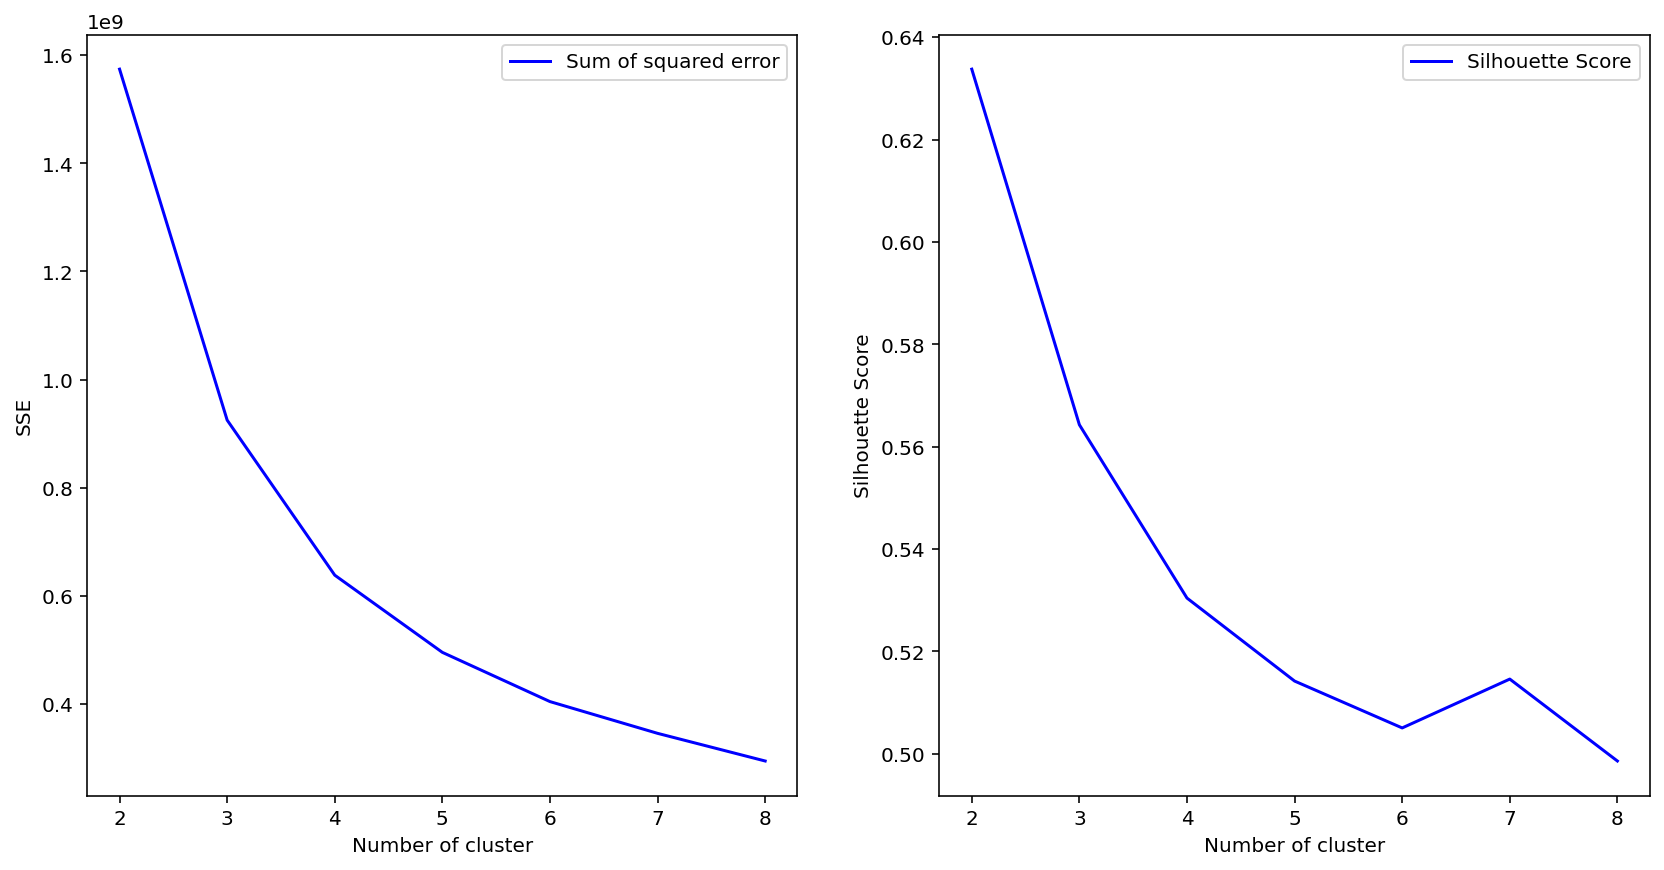 1e9
1.6
1.4
1.2
1.0
0.8
0.6
0.4
SSE
Sum of squared error
2 3 4 5 6 7 8
Number of cluster
0.64
0.62
0.60
0.58
0.56
0.54
0.52
0.50
Silhouette Score
Silhouette Score
2 3 4 5 6 7 8
Number of cluster